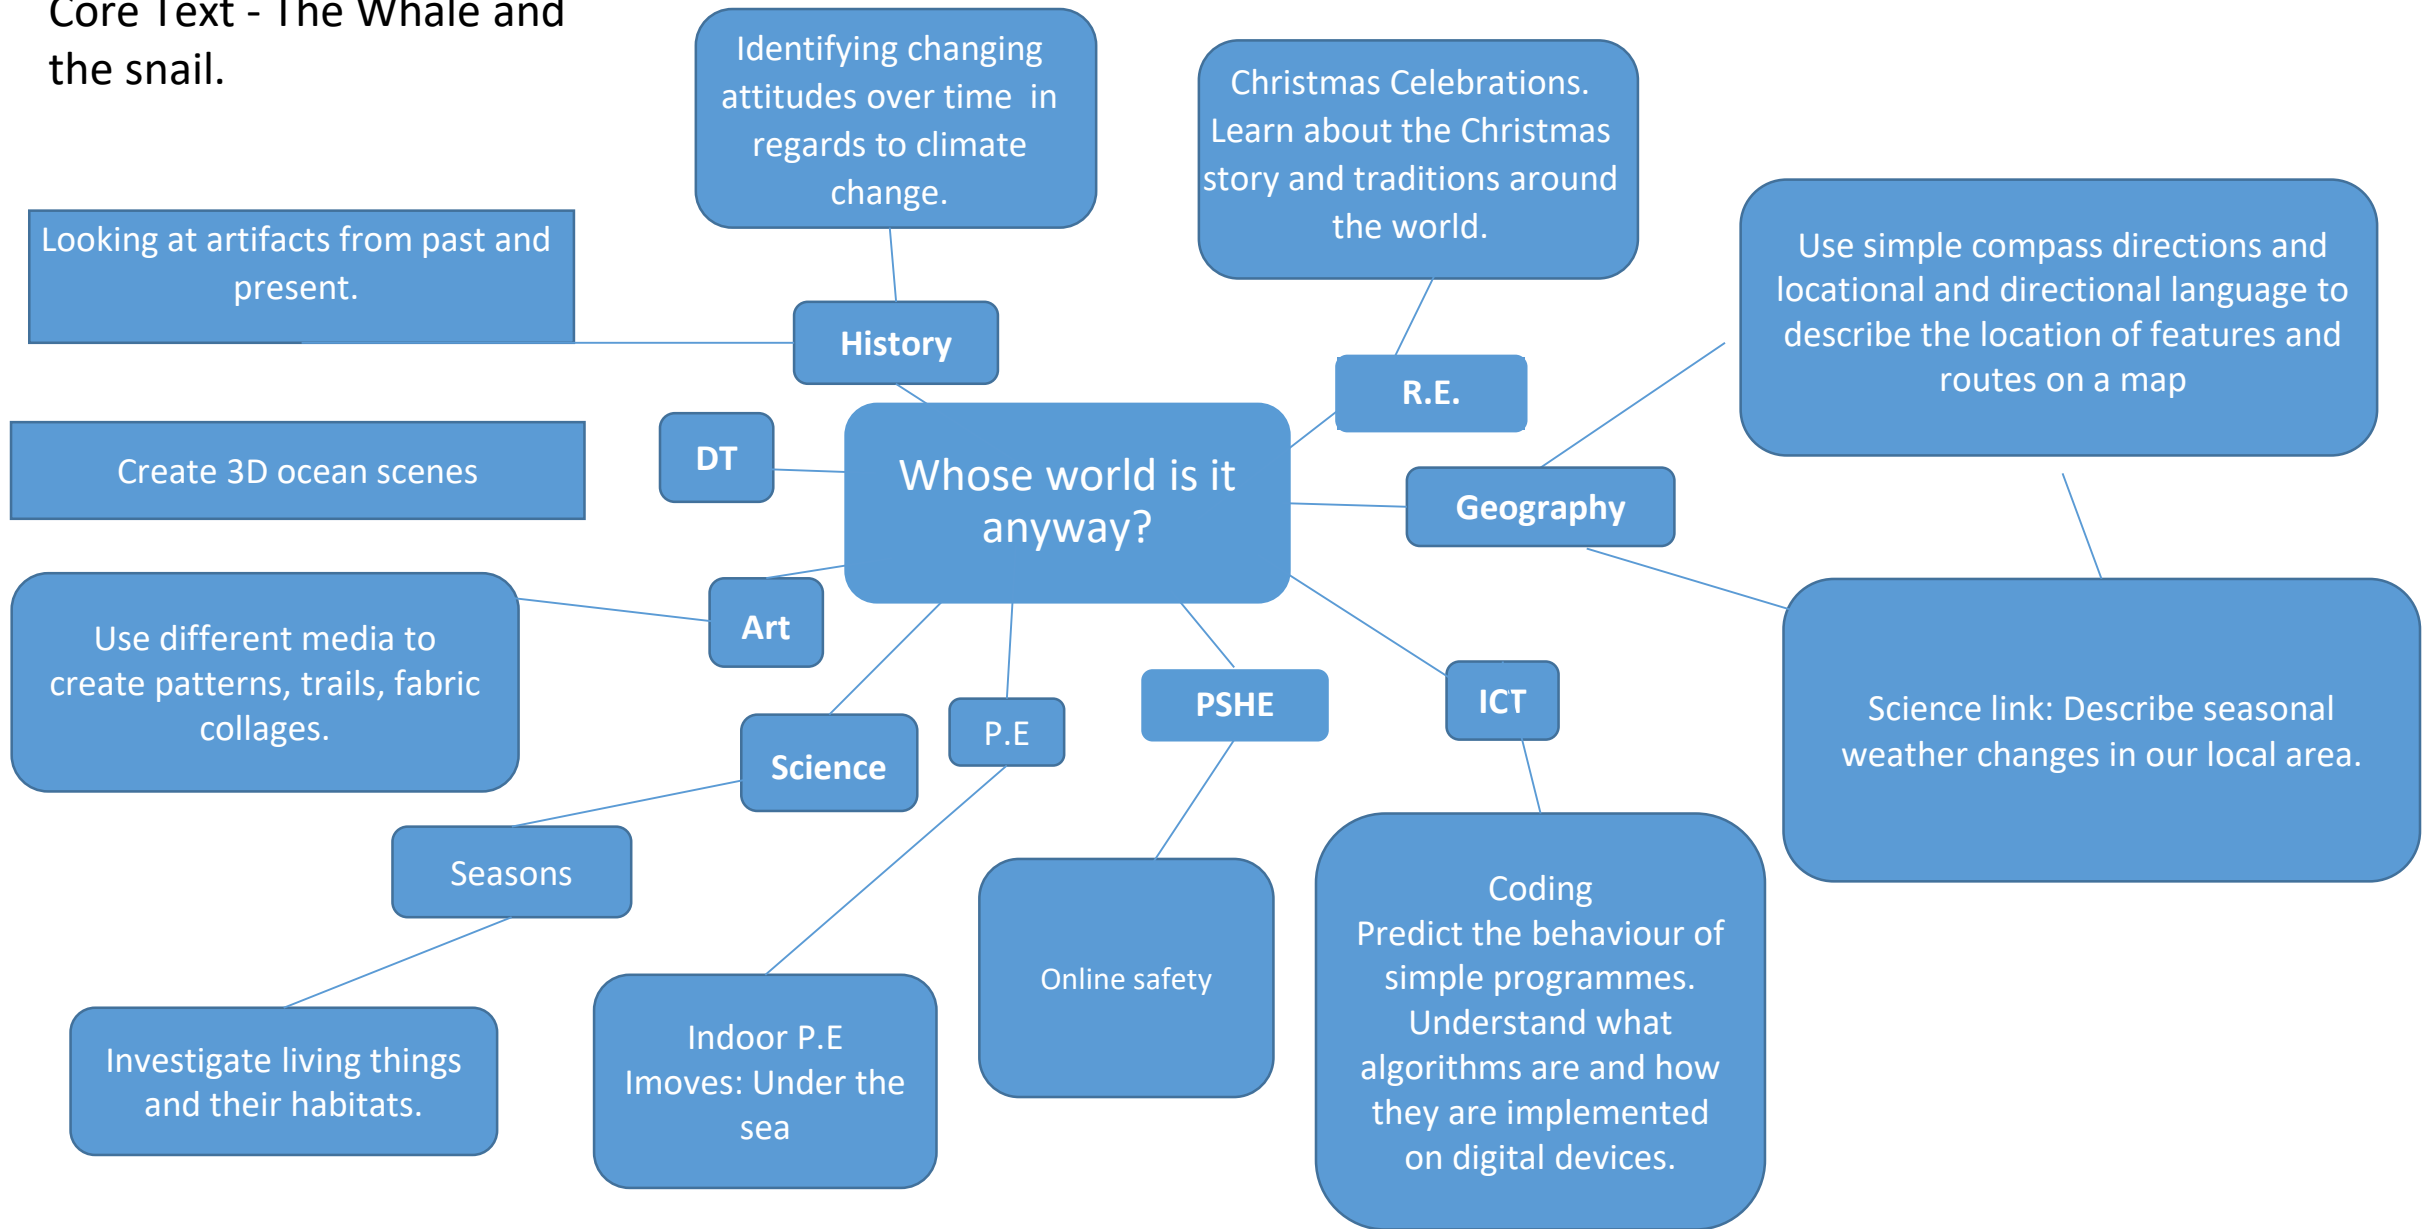 Core Text - The Whale and
the snail.
Identifying changing
attitudes over time in
regards to climate
change.
Christmas Celebrations.
Learn about the Christmas
story and traditions around
the world.
Looking at artifacts from past and
present.
Use simple compass directions and
locational and directional language to
describe the location of features and
routes on a map
History
R.E.
DT
Create 3D ocean scenes
Whose world is it
anyway?
Geography
Art
Use different media to
create patterns, trails, fabric
collages.
Science
P.E
PSHE
ICT
Science link: Describe seasonal
weather changes in our local area.
Seasons
Investigate living things
and their habitats.
Indoor P.E
Imoves: Under the
sea
Online safety
Coding
Predict the behaviour of
simple programmes.
Understand what
algorithms are and how
they are implemented
on digital devices.